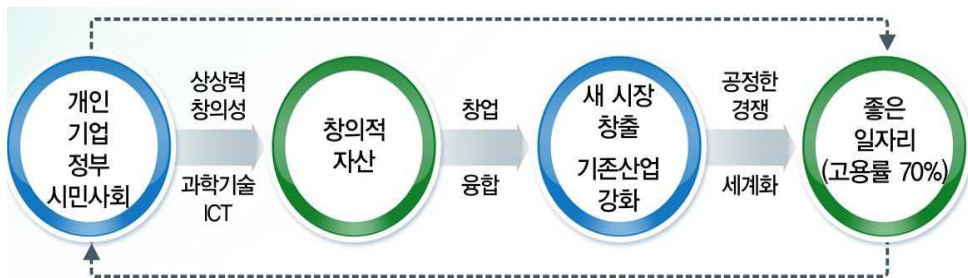 개인
기업
정부
시민사회
상상력
창의성
과학기술
ICT
창의적
자산
창업
융합
새 시장
창출
기존산업
강화
공정한
경쟁
세계화
좋은
일자리
(고용률 70%)